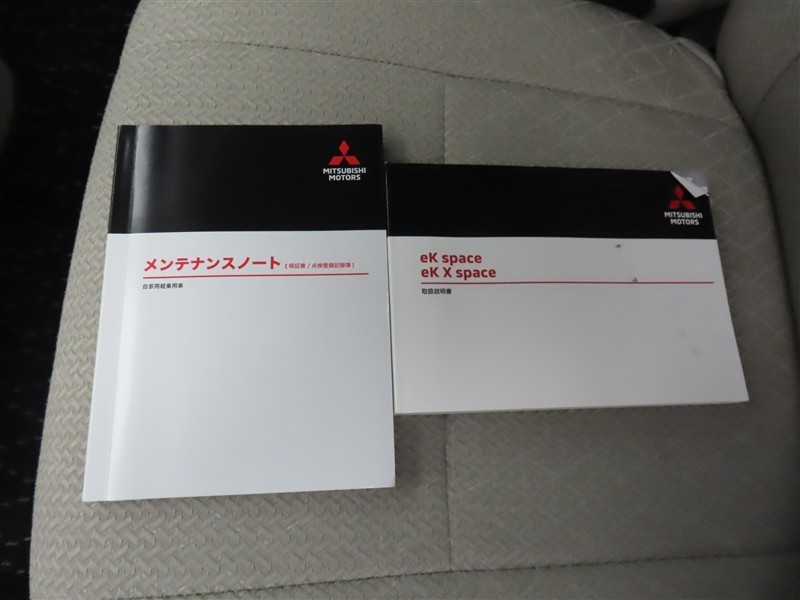 MITSUBISHI
MOTORS
メンテナンスノート(保証書/点検整備記録簿)
自家用軽乗用車
MITSUBISHI
MOTORS
eK space
eK X space
取扱説明書